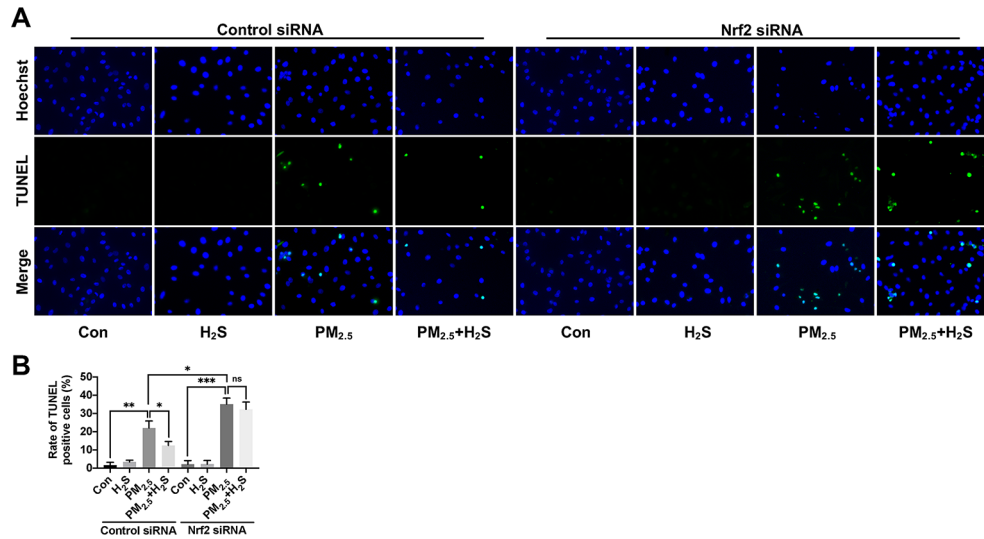 A
Control siRNA
Nrf2 siRNA
Hoechst
TUNEL
Merge
Con
H₂S
PM₂.₅
PM₂.₅+H₂S
Con
H₂S
PM₂.₅
PM₂.₅+H₂S
B
Rate of TUNEL
positive cells (%)
50
40
30
20
10
0
**
*
*
***
ns
Con
H₂S
PM₂.₅
PM₂.₅+H₂S
Con
H₂S
PM₂.₅
PM₂.₅+H₂S
Control siRNA
Nrf2 siRNA